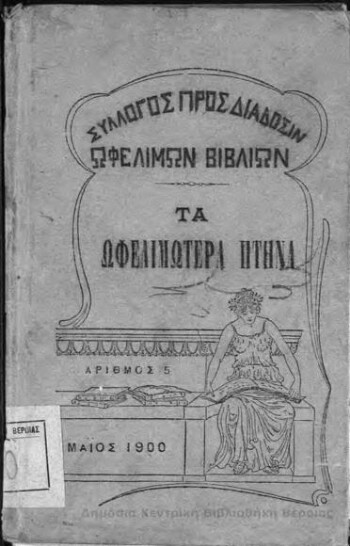 ΣΥΛΛΟΓΟΣ ΠΡΟΣ ΔΙΑΔΟΣΙΝ
ΩΦΕΛΙΜΩΝ ΒΙΒΛΙΩΝ
ΤΑ
ΩΦΕΛΙΜΩΤΕΡΑ ΠΤΗΝΑ
ΑΡΙΘΜΟΣ 5
ΒΕΡΟΙΑΣ
ΜΑΙΟΣ 1900
Δημόσια Κεντρική Βιβλιοθήκη Βέροιας